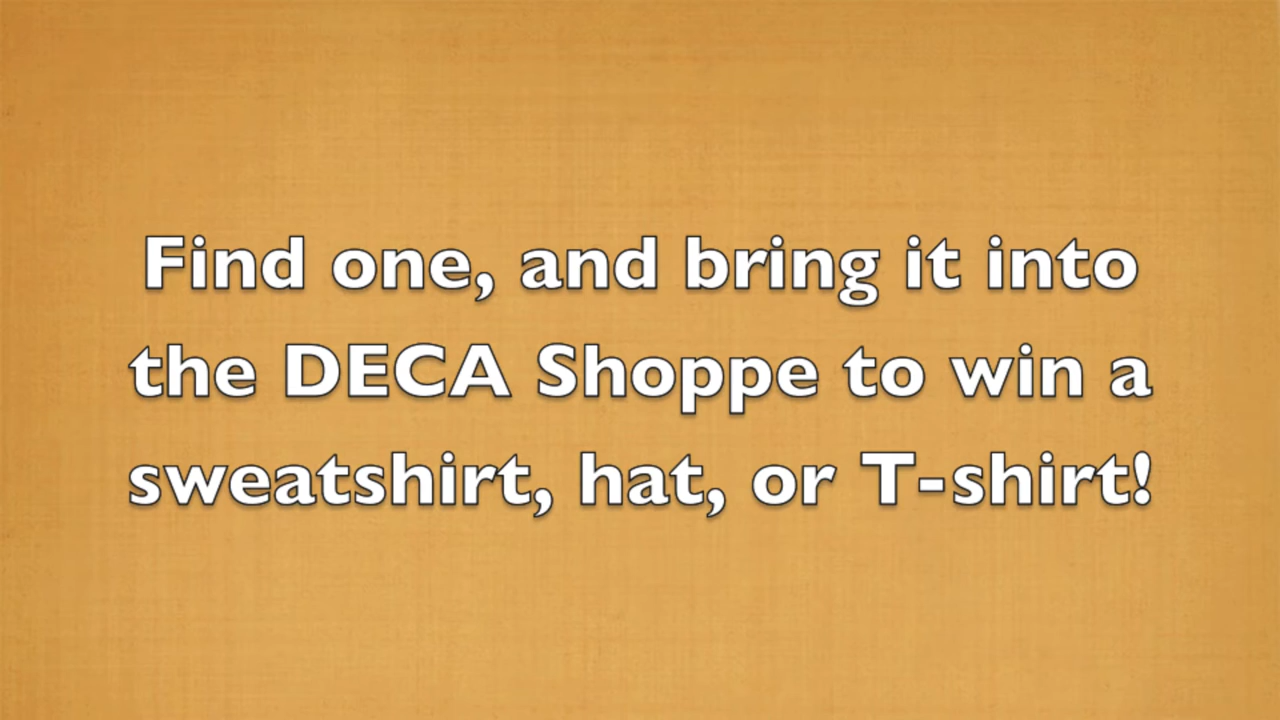 Find one, and bring it into
the DECA Shoppe to win a
sweatshirt, hat, or T-shirt!